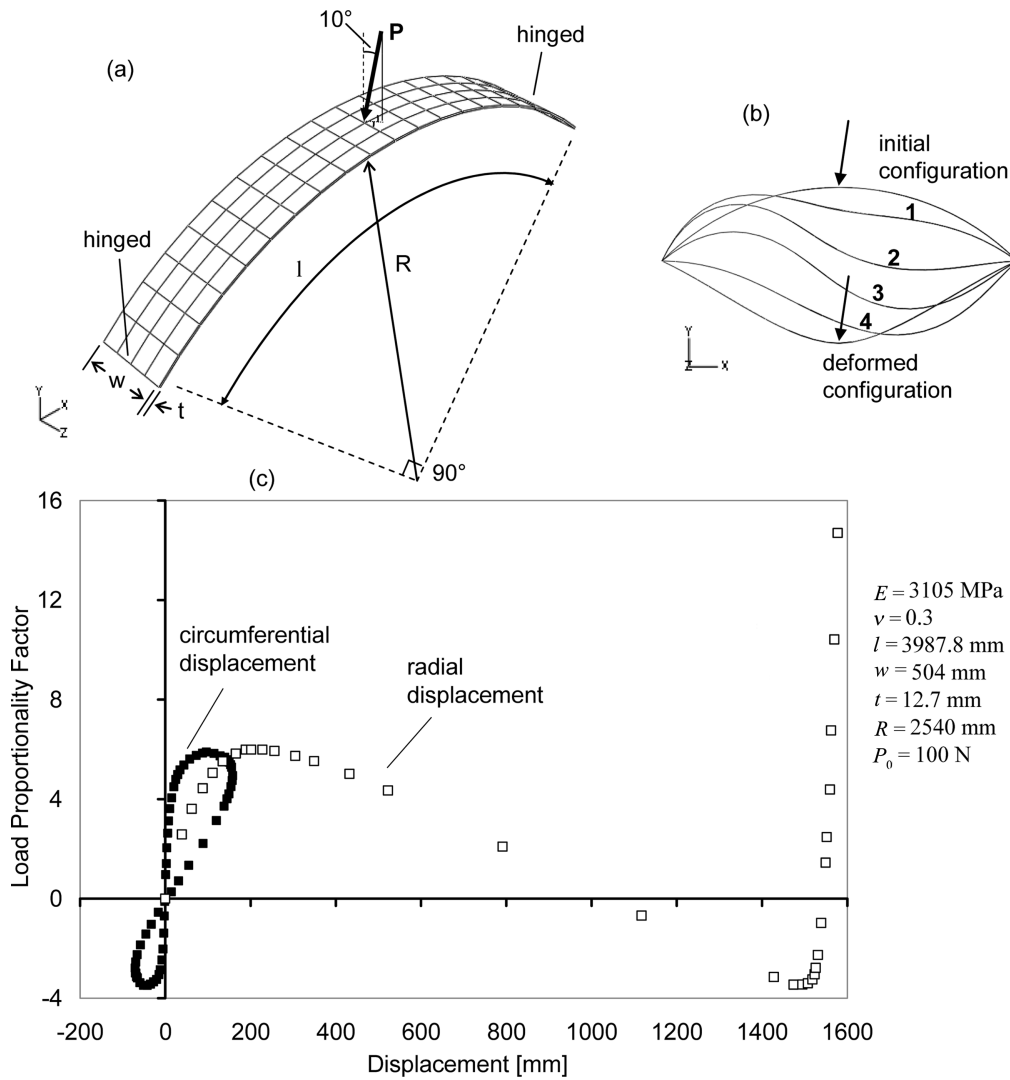 (a)
10°
P
hinged
hinged
l
R
w
t
90°
Y
X
Z
(b)
initial
configuration
1
2
3
4
deformed
configuration
Y
Z
X
(c)
Load Proportionality Factor
16
12
8
4
0
-4
-200
0
200
400
600
800
1000
1200
1400
1600
Displacement [mm]
circumferential
displacement
radial
displacement
E = 3105 MPa
ν = 0.3
l = 3987.8 mm
w = 504 mm
t = 12.7 mm
R = 2540 mm
P₀ = 100 N